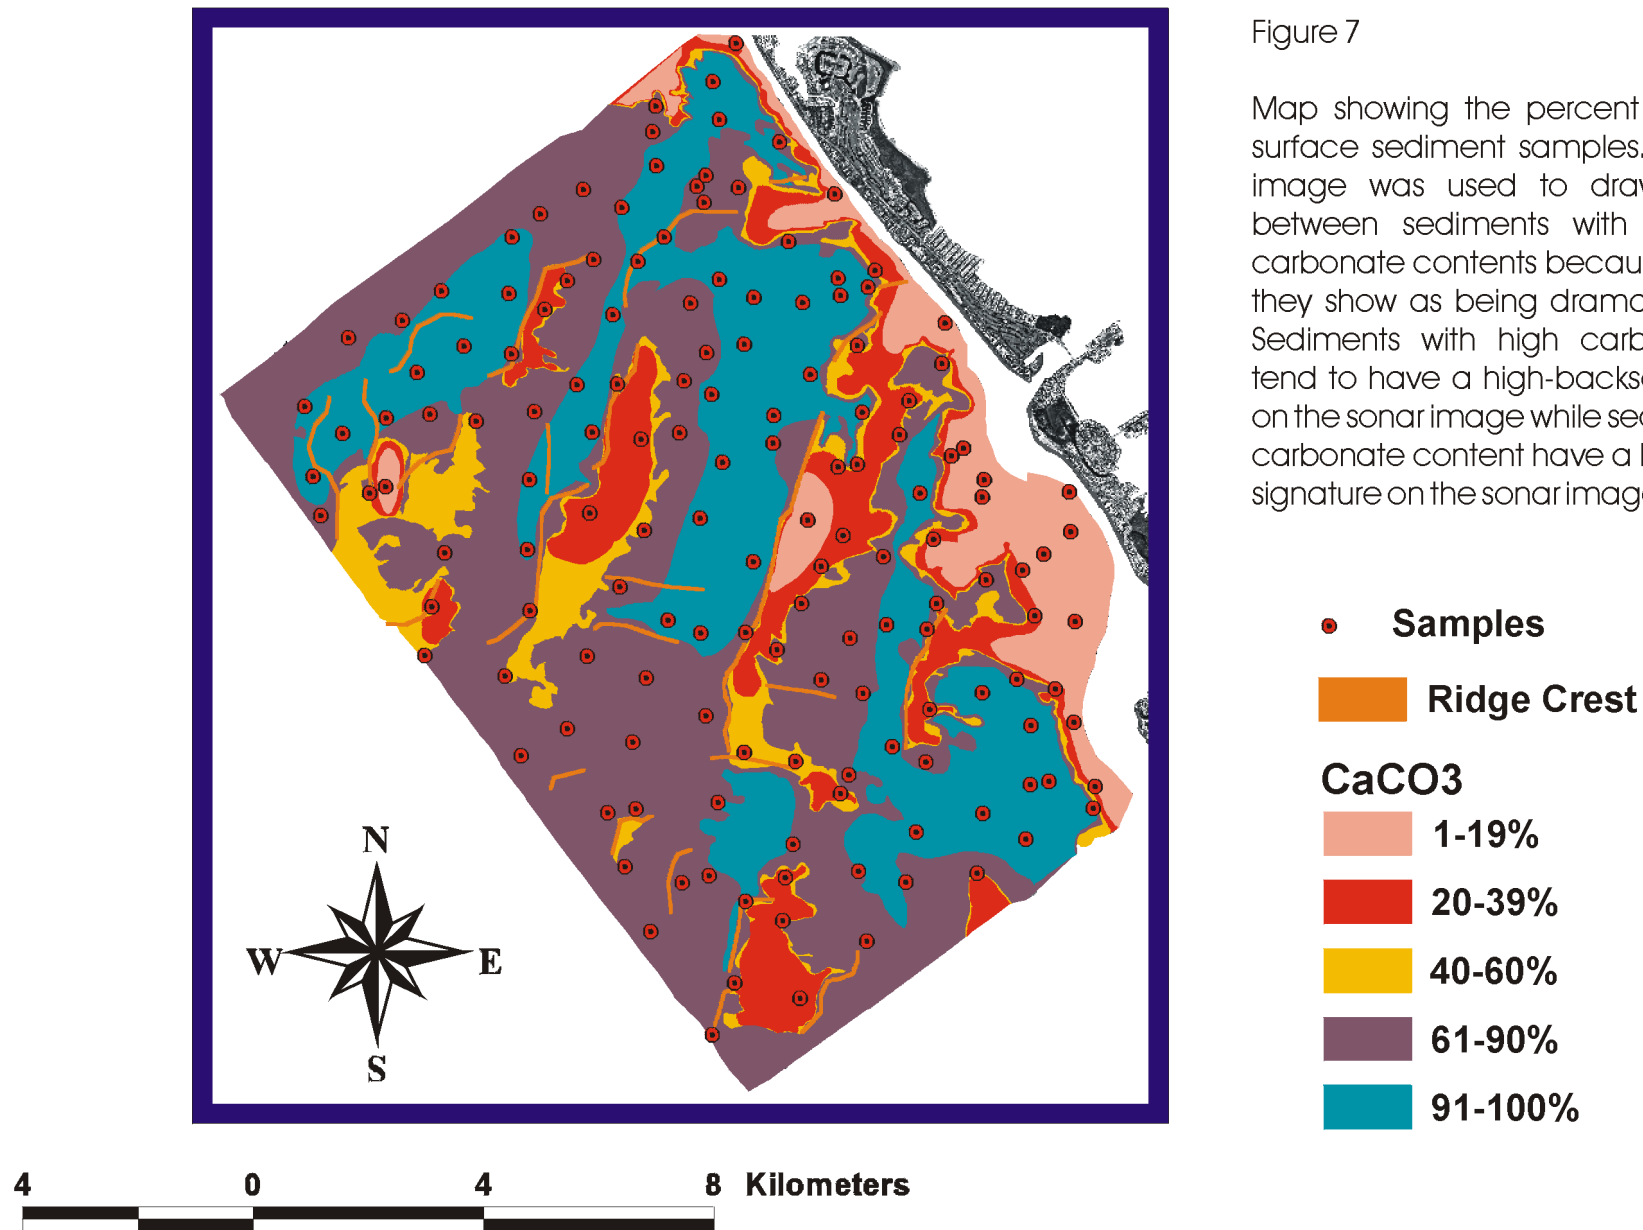 Figure 7
Map showing the percent
surface sediment samples.
image was used to draw
between sediments with
carbonate contents becau
they show as being drama
Sediments with high carb
tend to have a high-backs
on the sonar image while se
carbonate content have a
signature on the sonar imag
N
W
E
S
Samples
Ridge Crest
CaCO3
1-19%
20-39%
40-60%
61-90%
91-100%
4 0 4 8 Kilometers